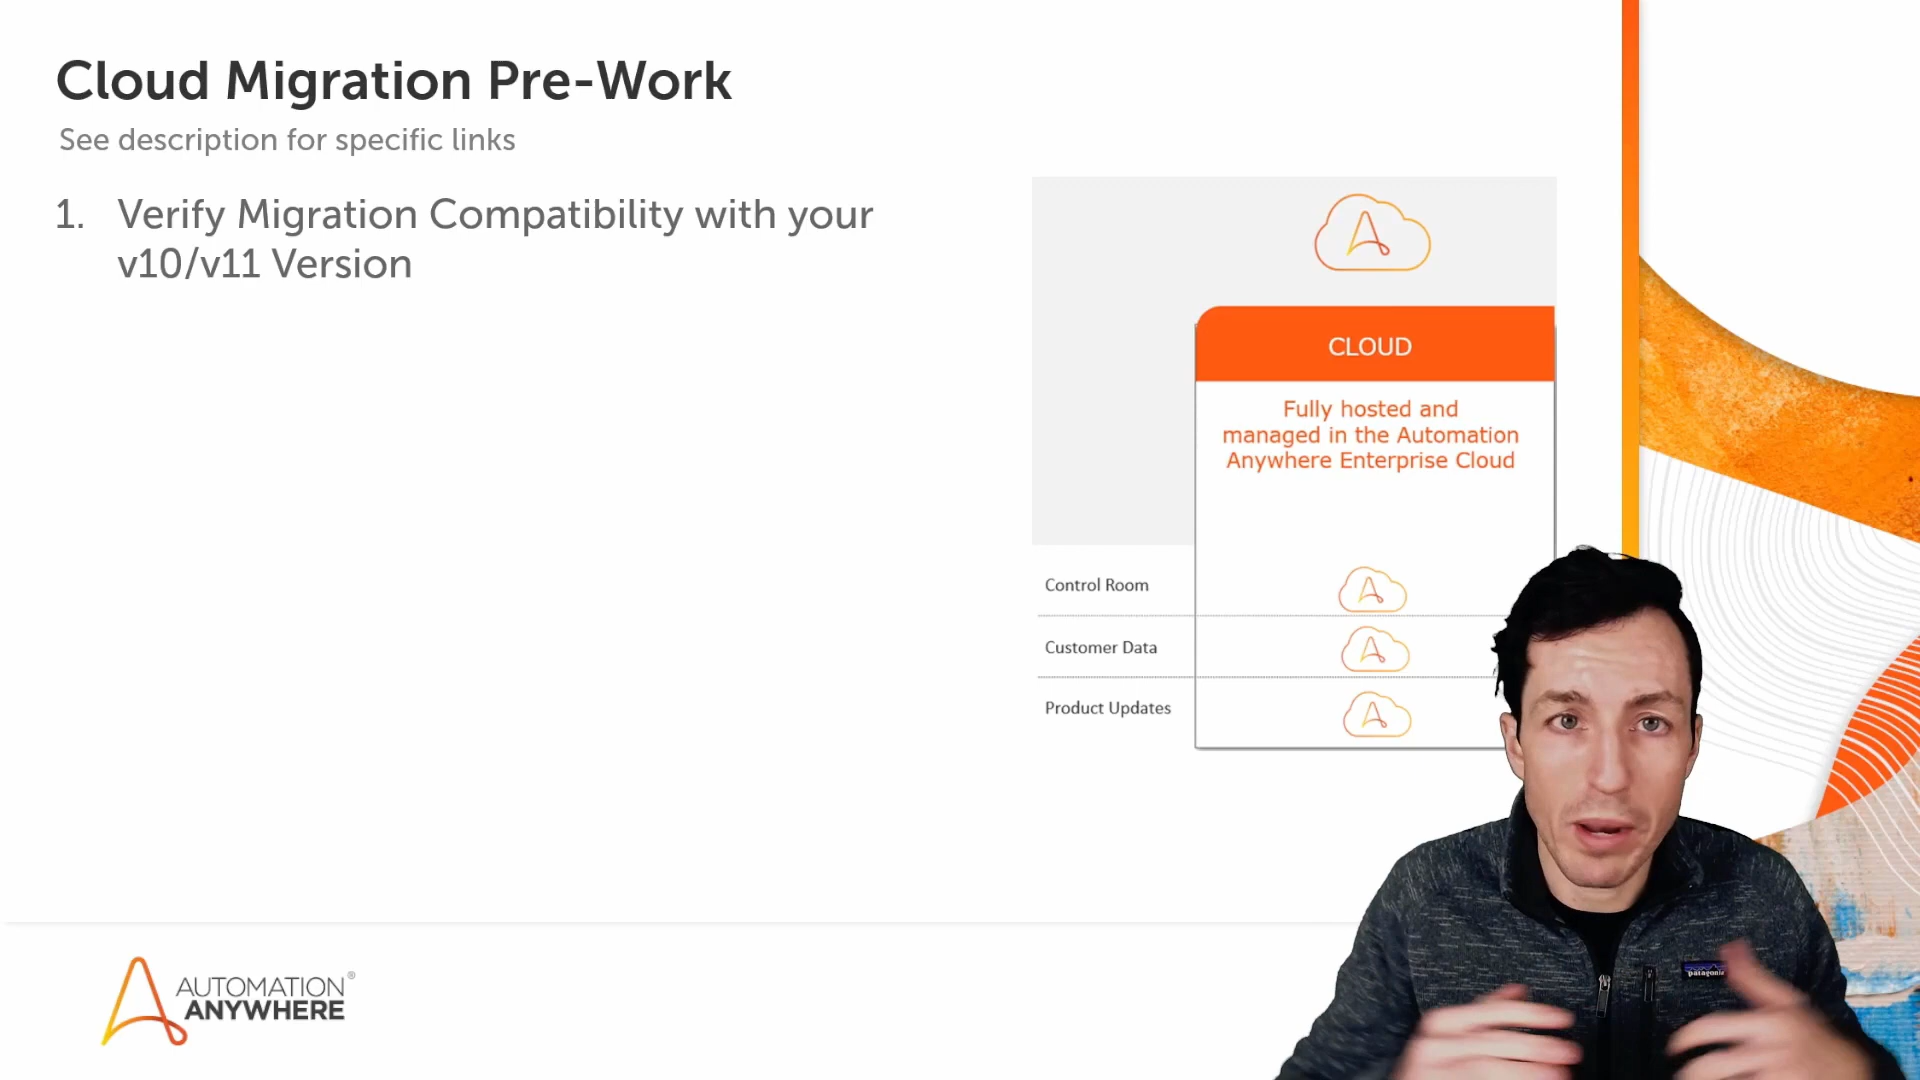 Cloud Migration Pre-Work
See description for specific links
1. Verify Migration Compatibility with your
v10/v11 Version
CLOUD
Fully hosted and
managed in the Automation
Anywhere Enterprise Cloud
Control Room
Customer Data
Product Updates
patagonia
AUTOMATION®
ANYWHERE